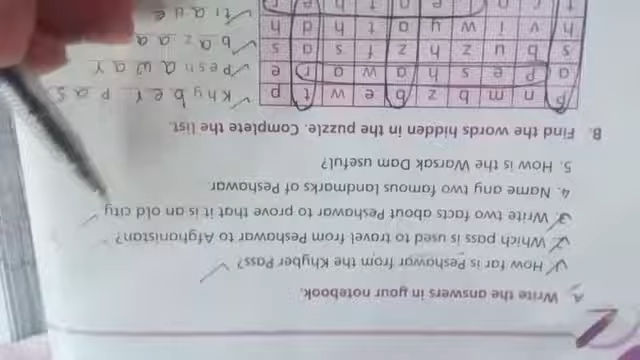 A. Write the answers in your notebook.
1. How far is Peshawar from the Khyber Pass?
2. Which pass is used to travel from Peshawar to Afghanistan?
3. Write two facts about Peshawar to prove that it is an old city.
4. Name any two famous landmarks of Peshawar.
5. How is the Warsak Dam useful?
B. Find the words hidden in the puzzle. Complete the list.
p n m b z b e w t p Khyber Pas
a p e s h a w a r e Peshawar
s b u z h z f s a s bazaa
h v i w y a t h d h